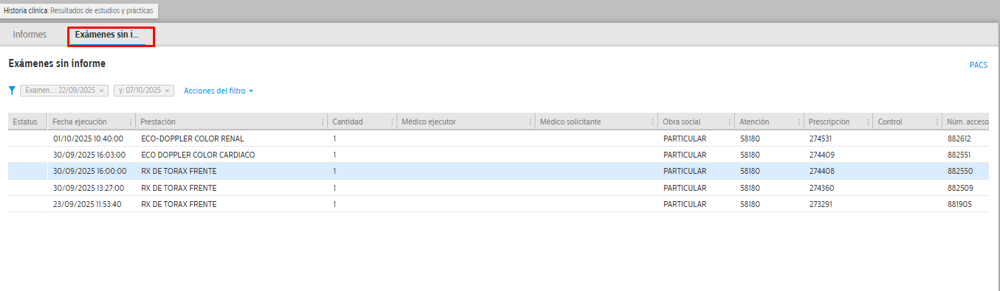 Historia clínica: Resultados de estudios y prácticas
Informes Exámenes sin i...
Exámenes sin informe
PACS
Examen... : 22/09/2025 × y: 07/10/2025 × Acciones del filtro
Estatus Fecha ejecución Prestación Cantidad Médico ejecutor Médico solicitante Obra social Atención Prescripción Control Núm. acceso
01/10/2025 10:40:00 ECO-DOPPLER COLOR RENAL 1 PARTICULAR 58180 274531 882612
30/09/2025 16:03:00 ECO DOPPLER COLOR CARDIACO 1 PARTICULAR 58180 274409 882551
30/09/2025 16:00:00 RX DE TORAX FRENTE 1 PARTICULAR 58180 274408 882550
30/09/2025 13:27:00 RX DE TORAX FRENTE 1 PARTICULAR 58180 274360 882509
23/09/2025 11:53:40 RX DE TORAX FRENTE 1 PARTICULAR 58180 273291 881905